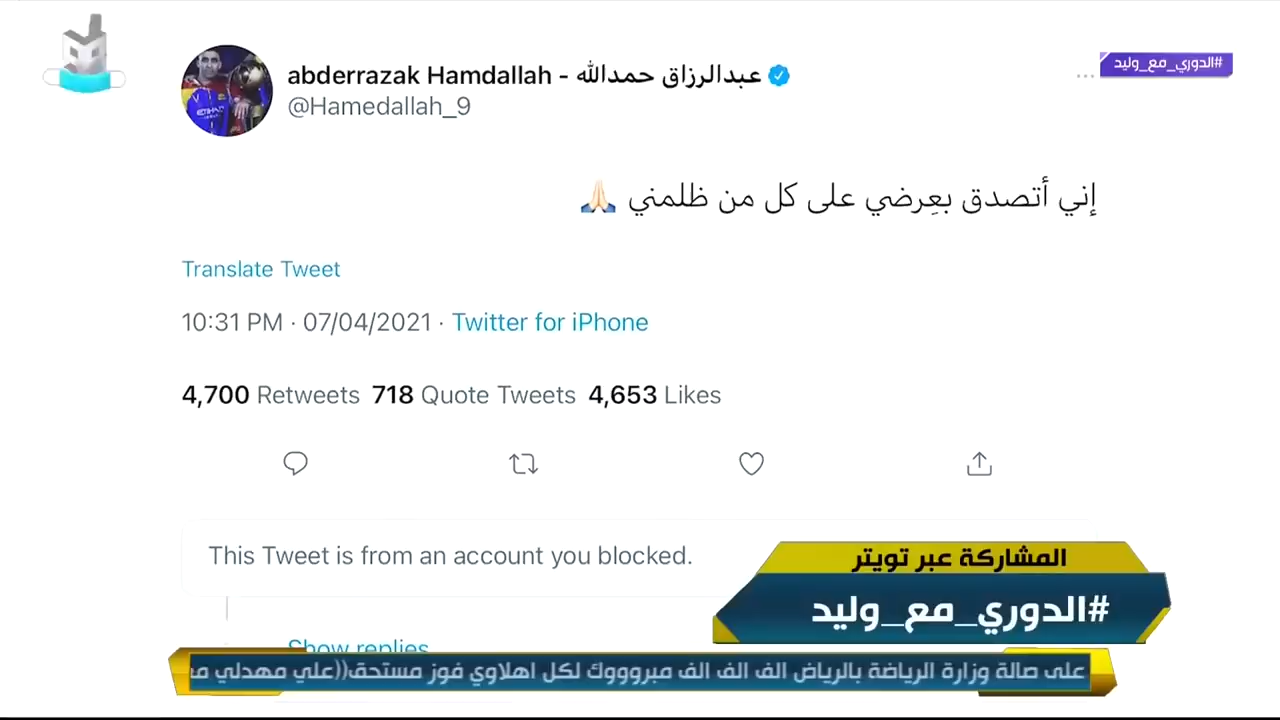 abderrazak Hamdallah - عبدالرزاق حمدالله
#الدوري_مع_وليد
@Hamedallah_9
إني أتصدق بعِرضي على كل من ظلمني 🙏🏻
Translate Tweet
10:31 PM · 07/04/2021 · Twitter for iPhone
4,700 Retweets 718 Quote Tweets 4,653 Likes
This Tweet is from an account you blocked.
المشاركة عبر تويتر
#الدوري_مع_وليد
Show replies
على صالة وزارة الرياضة بالرياض الف الف الف مبروووك لكل اهلاوي فوز مستحق((علي مهدلي